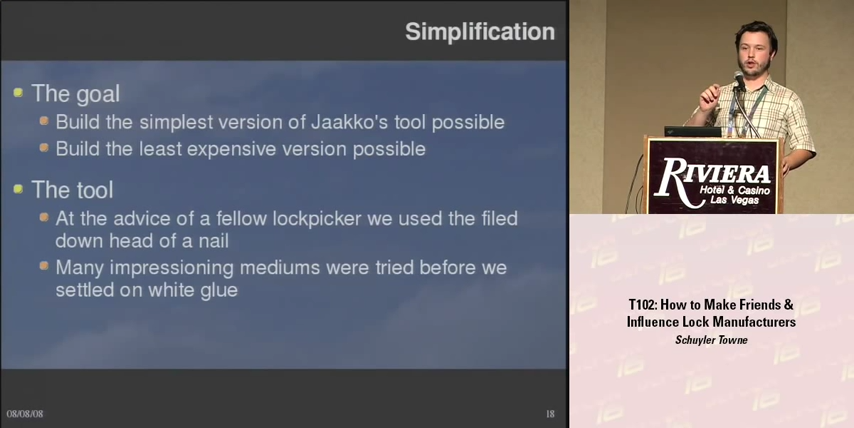 Simplification
The goal
Build the simplest version of Jaakko's tool possible
Build the least expensive version possible
The tool
At the advice of a fellow lockpicker we used the filed
down head of a nail
Many impressioning mediums were tried before we
settled on white glue
08/08/08
18
RIVIERA
Hotel & Casino
Las Vegas
T102: How to Make Friends &
Influence Lock Manufacturers
Schuyler Towne